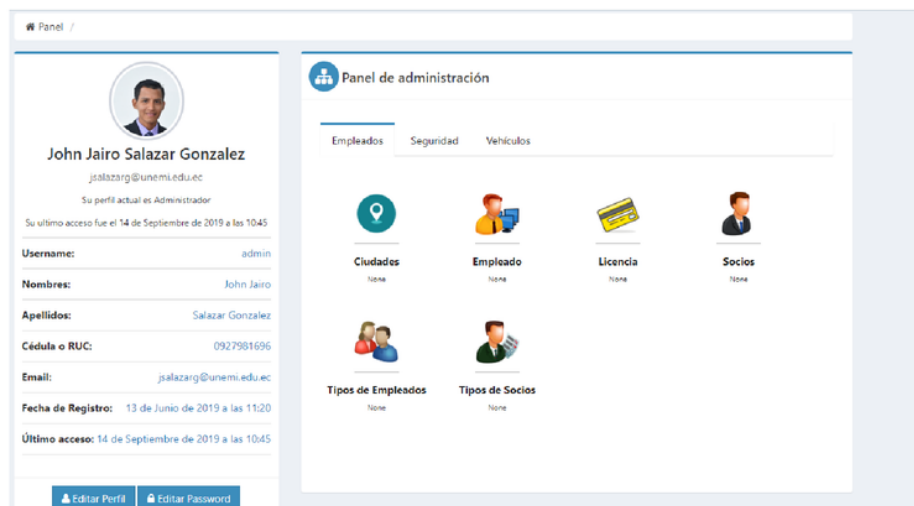 Panel /
John Jairo Salazar Gonzalez
jsalazarg@unemi.edu.ec
Su perfil actual es Administrador
Su ultimo acceso fue el 14 de Septiembre de 2019 a las 10:45
Username: admin
Nombres: John Jairo
Apellidos: Salazar Gonzalez
Cédula o RUC: 0927981696
Email: jsalazarg@unemi.edu.ec
Fecha de Registro: 13 de Junio de 2019 a las 11:20
Último acceso: 14 de Septiembre de 2019 a las 10:45
Editar Perfil Editar Password
Panel de administración
Empleados Seguridad Vehículos
Ciudades Empleado Licencia Socios
None None None None
Tipos de Empleados Tipos de Socios
None None